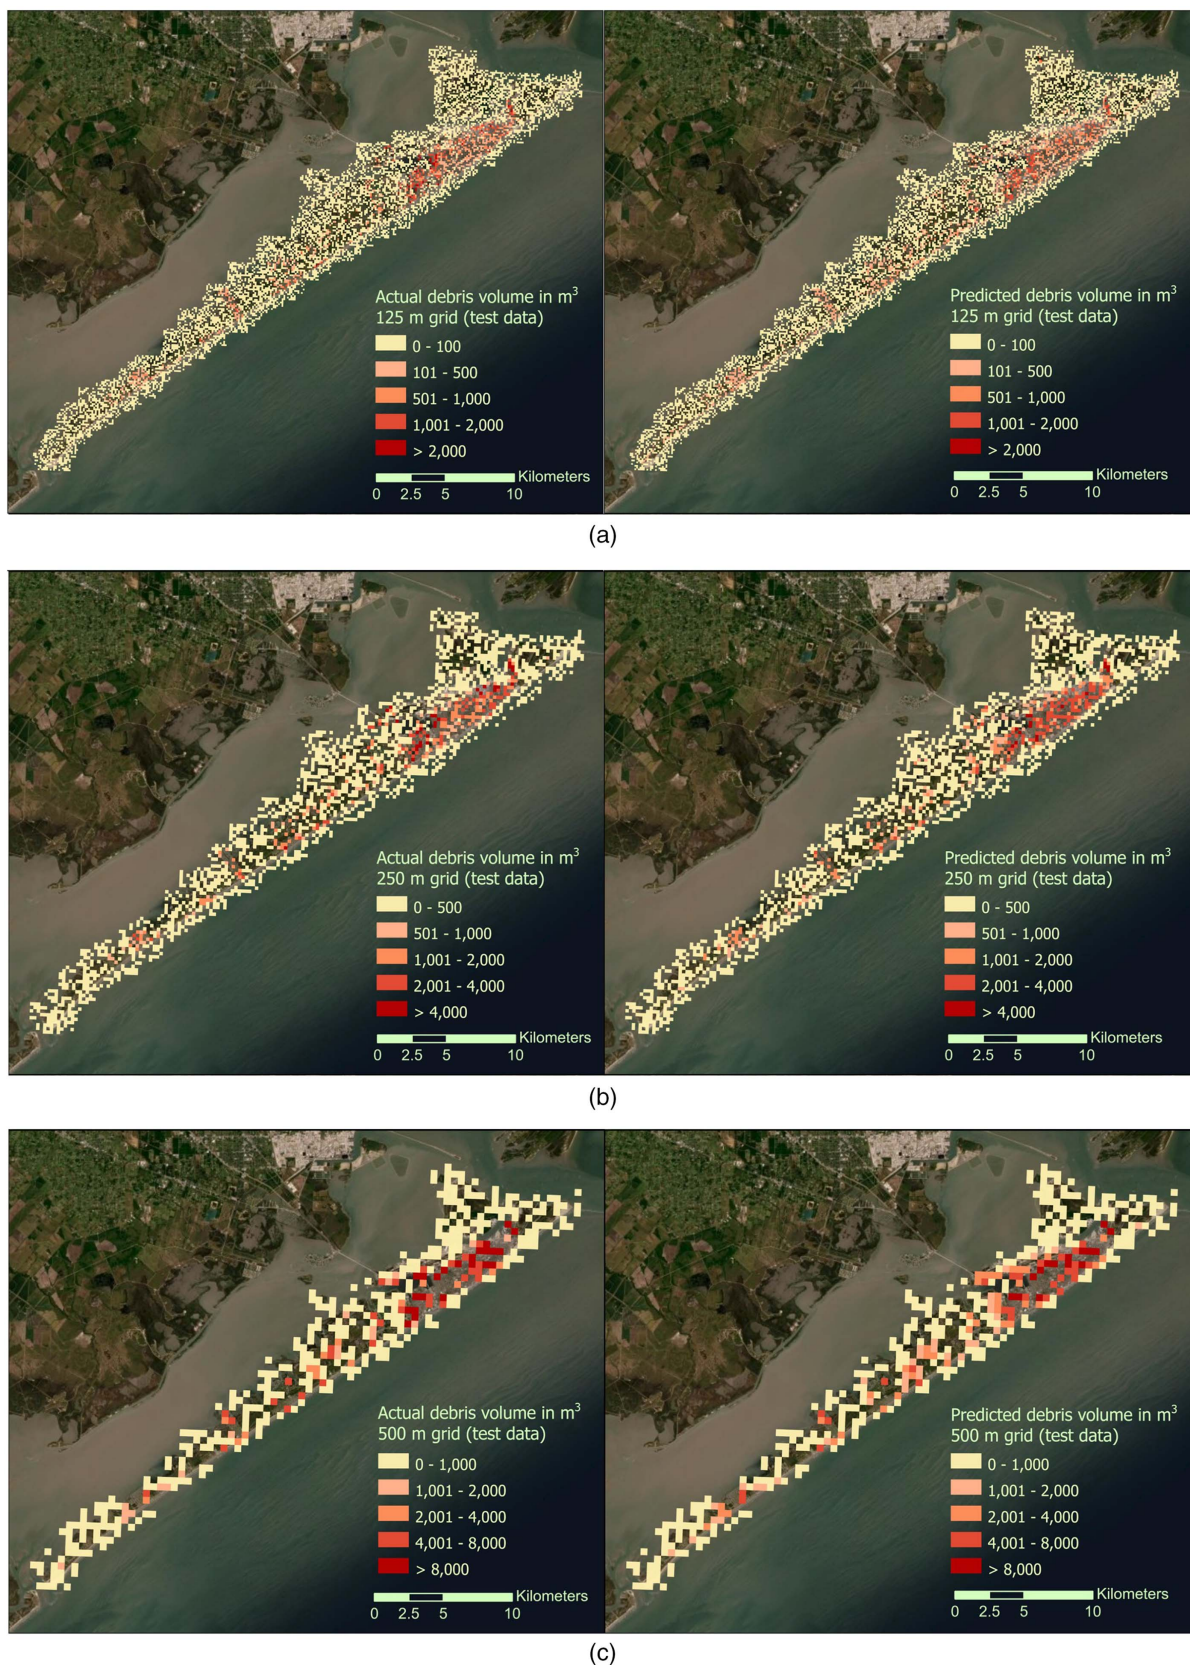 Actual debris volume in m³
125 m grid (test data)
0 - 100
101 - 500
501 - 1,000
1,001 - 2,000
> 2,000
Kilometers
0 2.5 5 10
Predicted debris volume in m³
125 m grid (test data)
0 - 100
101 - 500
501 - 1,000
1,001 - 2,000
> 2,000
Kilometers
0 2.5 5 10
(a)
Actual debris volume in m³
250 m grid (test data)
0 - 500
501 - 1,000
1,001 - 2,000
2,001 - 4,000
> 4,000
Kilometers
0 2.5 5 10
Predicted debris volume in m³
250 m grid (test data)
0 - 500
501 - 1,000
1,001 - 2,000
2,001 - 4,000
> 4,000
Kilometers
0 2.5 5 10
(b)
Actual debris volume in m³
500 m grid (test data)
0 - 1,000
1,001 - 2,000
2,001 - 4,000
4,001 - 8,000
> 8,000
Kilometers
0 2.5 5 10
Predicted debris volume in m³
500 m grid (test data)
0 - 1,000
1,001 - 2,000
2,001 - 4,000
4,001 - 8,000
> 8,000
Kilometers
0 2.5 5 10
(c)